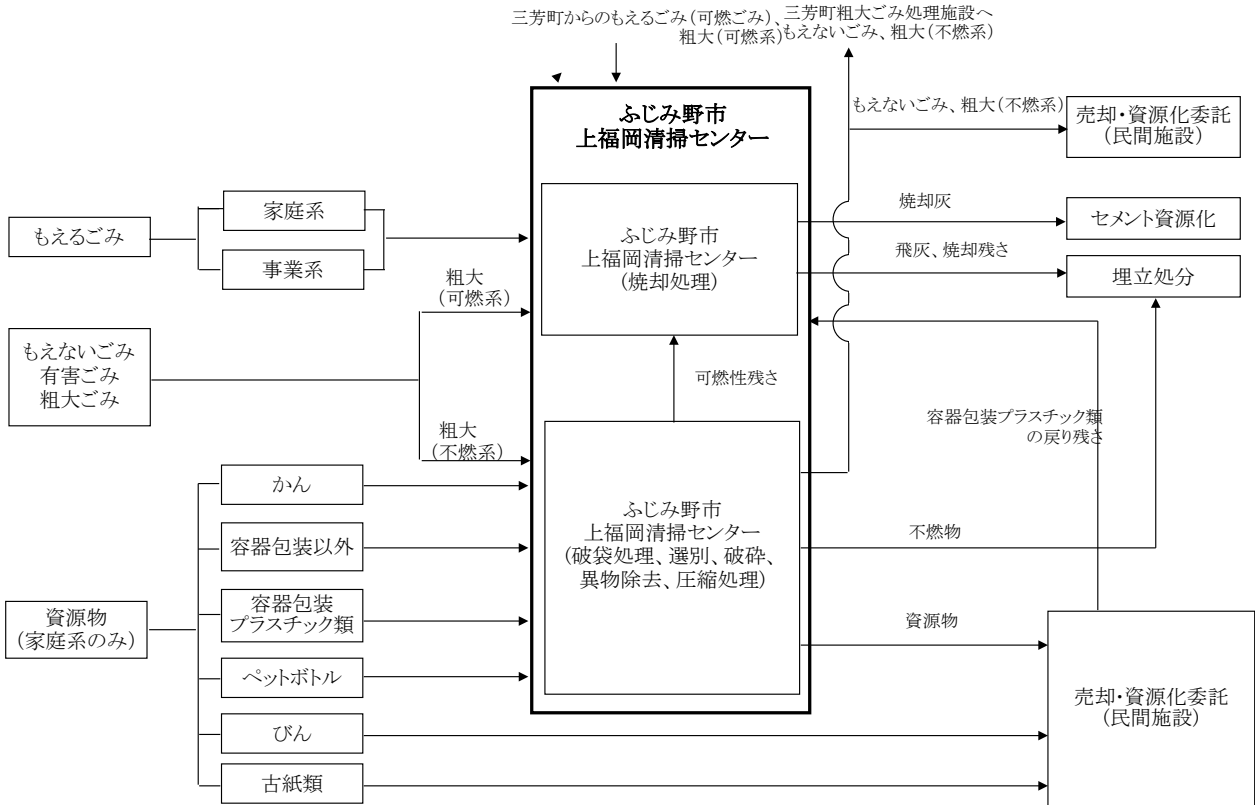 三芳町からのもえるごみ(可燃ごみ)、
粗大(可燃系)
三芳町粗大ごみ処理施設へ
もえないごみ、粗大(不燃系)
ふじみ野市
上福岡清掃センター
もえないごみ、粗大(不燃系)
売却・資源化委託
(民間施設)
もえるごみ
家庭系
事業系
ふじみ野市
上福岡清掃センター
(焼却処理)
焼却灰
セメント資源化
飛灰、焼却残さ
埋立処分
粗大
(可燃系)
もえないごみ
有害ごみ
粗大ごみ
可燃性残さ
粗大
(不燃系)
容器包装プラスチック類
の戻り残さ
資源物
(家庭系のみ)
かん
容器包装以外
容器包装
プラスチック類
ペットボトル
びん
古紙類
ふじみ野市
上福岡清掃センター
(破袋処理、選別、破砕、
異物除去、圧縮処理)
不燃物
資源物
売却・資源化委託
(民間施設)